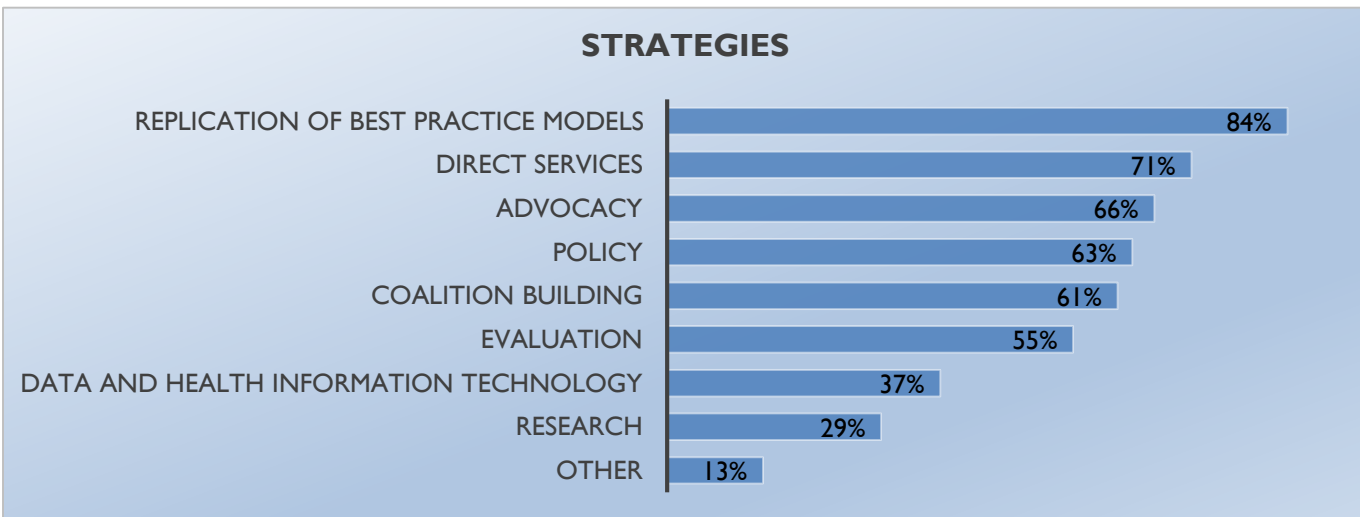 STRATEGIES
REPLICATION OF BEST PRACTICE MODELS 84%
DIRECT SERVICES 71%
ADVOCACY 66%
POLICY 63%
COALITION BUILDING 61%
EVALUATION 55%
DATA AND HEALTH INFORMATION TECHNOLOGY 37%
RESEARCH 29%
OTHER 13%